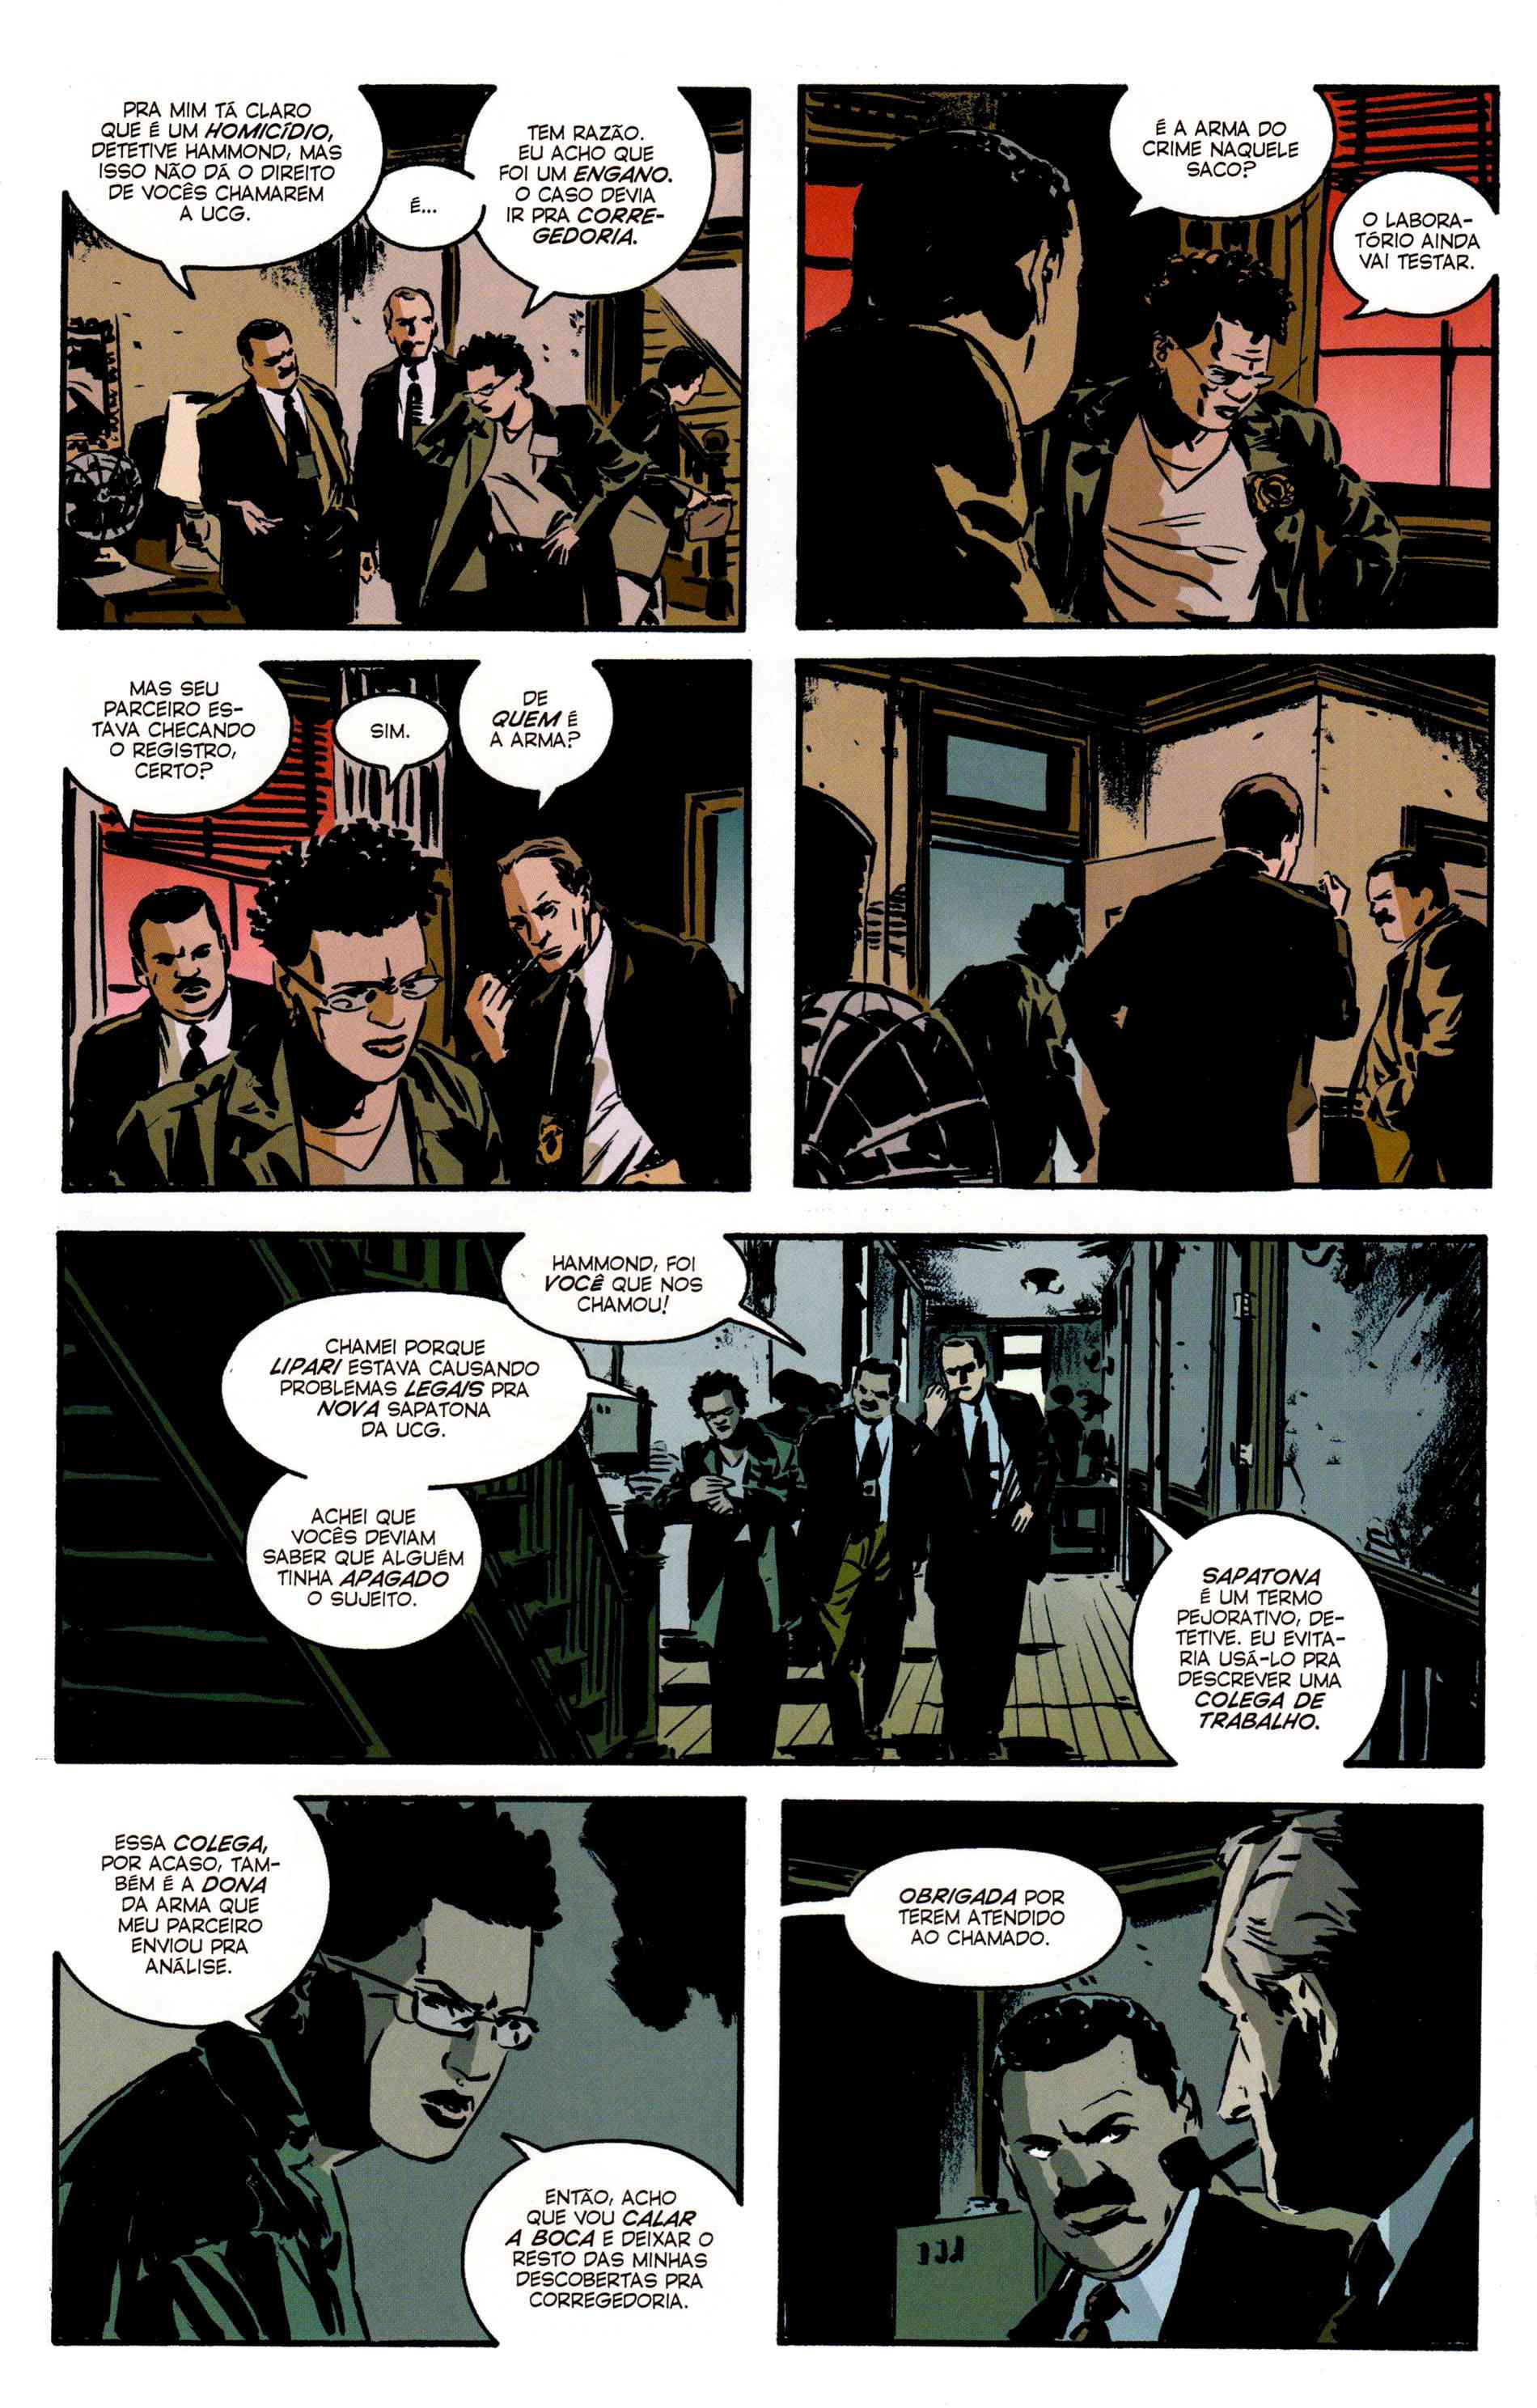 PRA MIM TÁ CLARO
QUE É UM HOMICÍDIO,
DETETIVE HAMMOND, MAS
ISSO NÃO DÁ O DIREITO
DE VOCÊS CHAMAREM
A UCG.
É...
TEM RAZÃO.
EU ACHO QUE
FOI UM ENGANO.
O CASO DEVIA
IR PRA CORRE-
GEDORIA.
É A ARMA DO
CRIME NAQUELE
SACO?
O LABORA-
TÓRIO AINDA
VAI TESTAR.
MAS SEU
PARCEIRO ES-
TAVA CHECANDO
O REGISTRO,
CERTO?
SIM.
DE
QUEM É
A ARMA?
HAMMOND, FOI
VOCÊ QUE NOS
CHAMOU!
CHAMEI PORQUE
LIPARI ESTAVA CAUSANDO
PROBLEMAS LEGAIS PRA
NOVA SAPATONA
DA UCG.
ACHEI QUE
VOCÊS DEVIAM
SABER QUE ALGUÉM
TINHA APAGADO
O SUJEITO.
SAPATONA
É UM TERMO
PEJORATIVO, DE-
TETIVE. EU EVITA-
RIA USÁ-LO PRA
DESCREVER UMA
COLEGA DE
TRABALHO.
ESSA COLEGA,
POR ACASO, TAM-
BÉM É A DONA
DA ARMA QUE
MEU PARCEIRO
ENVIOU PRA
ANÁLISE.
ENTÃO, ACHO
QUE VOU CALAR
A BOCA E DEIXAR O
RESTO DAS MINHAS
DESCOBERTAS PRA
CORREGEDORIA.
OBRIGADA POR
TEREM ATENDIDO
AO CHAMADO.